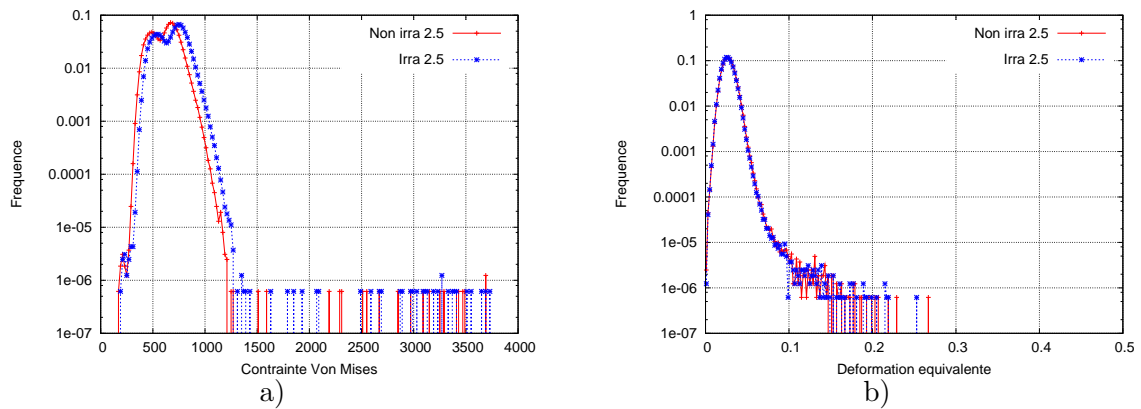 0.1
0.01
0.001
0.0001
1e-05
1e-06
1e-07
0 500 1000 1500 2000 2500 3000 3500 4000
Frequence
Contrainte Von Mises
Non irra 2.5
Irra 2.5
a)
1
0.1
0.01
0.001
0.0001
1e-05
1e-06
1e-07
0 0.1 0.2 0.3 0.4 0.5
Frequence
Deformation equivalente
Non irra 2.5
Irra 2.5
b)